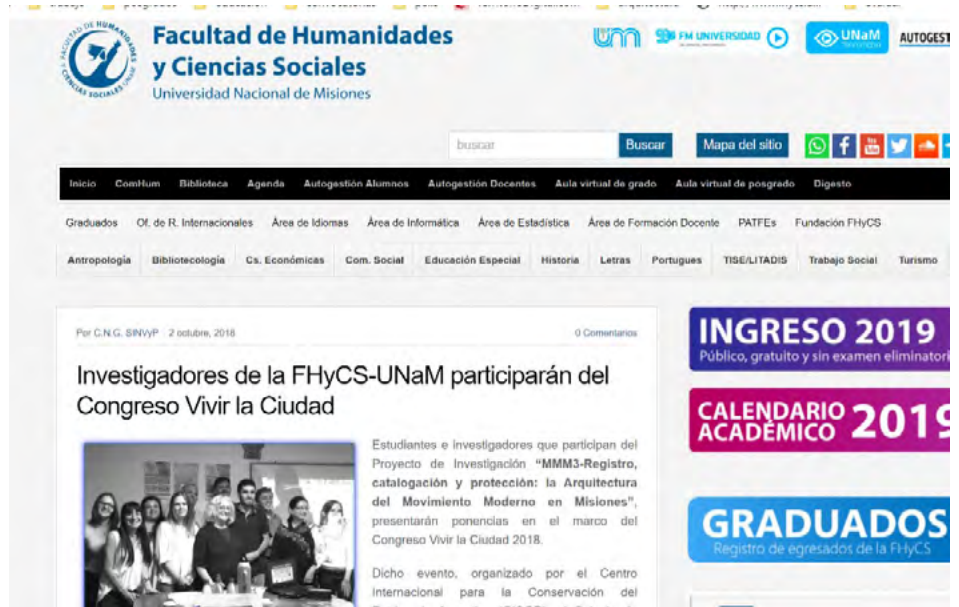 Facultad de Humanidades
y Ciencias Sociales
Universidad Nacional de Misiones
FM UNIVERSIDAD
UNaM
AUTOGEST
buscar
Buscar
Mapa del sitio
Inicio ComHum Biblioteca Agenda Autogestión Alumnos Autogestión Docentes Aula virtual de grado Aula virtual de posgrado Digesto
Graduados Of. de R. Internacionales Área de Idiomas Área de Informática Área de Estadística Área de Formación Docente PATFEs Fundación FHyCS
Antropología Bibliotecología Cs. Económicas Com. Social Educación Especial Historia Letras Portugues TISE/LITADIS Trabajo Social Turismo
Por C.N.G. SINVyP 2 octubre, 2018
0 Comentarios
Investigadores de la FHyCS-UNaM participarán del
Congreso Vivir la Ciudad
Estudiantes e investigadores que participan del
Proyecto de Investigación “MMM3-Registro,
catalogación y protección: la Arquitectura
del Movimiento Moderno en Misiones”,
presentarán ponencias en el marco del
Congreso Vivir la Ciudad 2018.
Dicho evento, organizado por el Centro
Internacional para la Conservación del
INGRESO 2019
Público, gratuito y sin examen eliminatori
CALENDARIO
ACADÉMICO 2019
GRADUADOS
Registro de egresados de la FHyCS